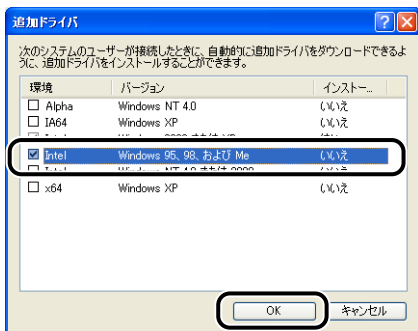 追加ドライバ
次のシステムのユーザーが接続したときに、自動的に追加ドライバをダウンロードできるよ
うに、追加ドライバをインストールすることができます。
環境 バージョン インストー...
Alpha Windows NT 4.0 いいえ
IA64 Windows XP いいえ
Intel Windows 95、98、および Me いいえ
x64 Windows XP いいえ
OK キャンセル